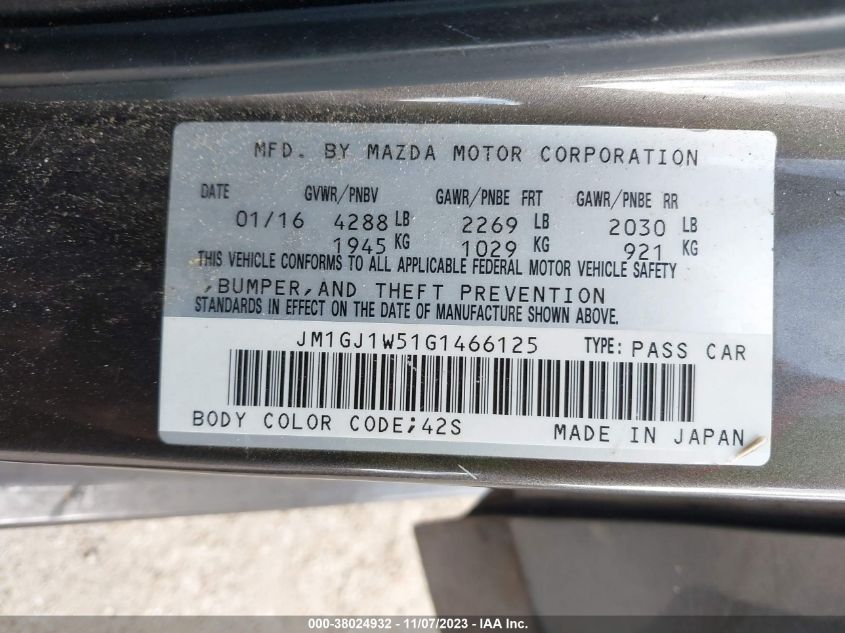 MFD. BY MAZDA MOTOR CORPORATION
DATE GVWR/PNBV GAWR/PNBE FRT GAWR/PNBE RR
01/16 4288 LB 2269 LB 2030 LB
1945 KG 1029 KG 921 KG
THIS VEHICLE CONFORMS TO ALL APPLICABLE FEDERAL MOTOR VEHICLE SAFETY
,BUMPER,AND THEFT PREVENTION
STANDARDS IN EFFECT ON THE DATE OF MANUFACTURE SHOWN ABOVE.
JM1GJ1W51G1466125 TYPE: PASS CAR
BODY COLOR CODE;42S MADE IN JAPAN
000-38024932 - 11/07/2023 - IAA Inc.